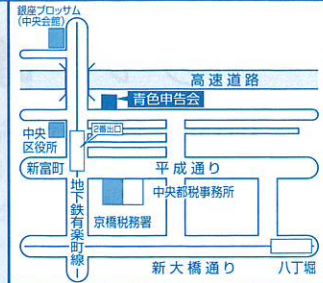 銀座ブロッサム
(中央会館)
高速道路
青色申告会
中央
区役所
2番出口
新富町
平成通り
地下鉄有楽町線
中央都税事務所
京橋税務署
新大橋通り
八丁堀